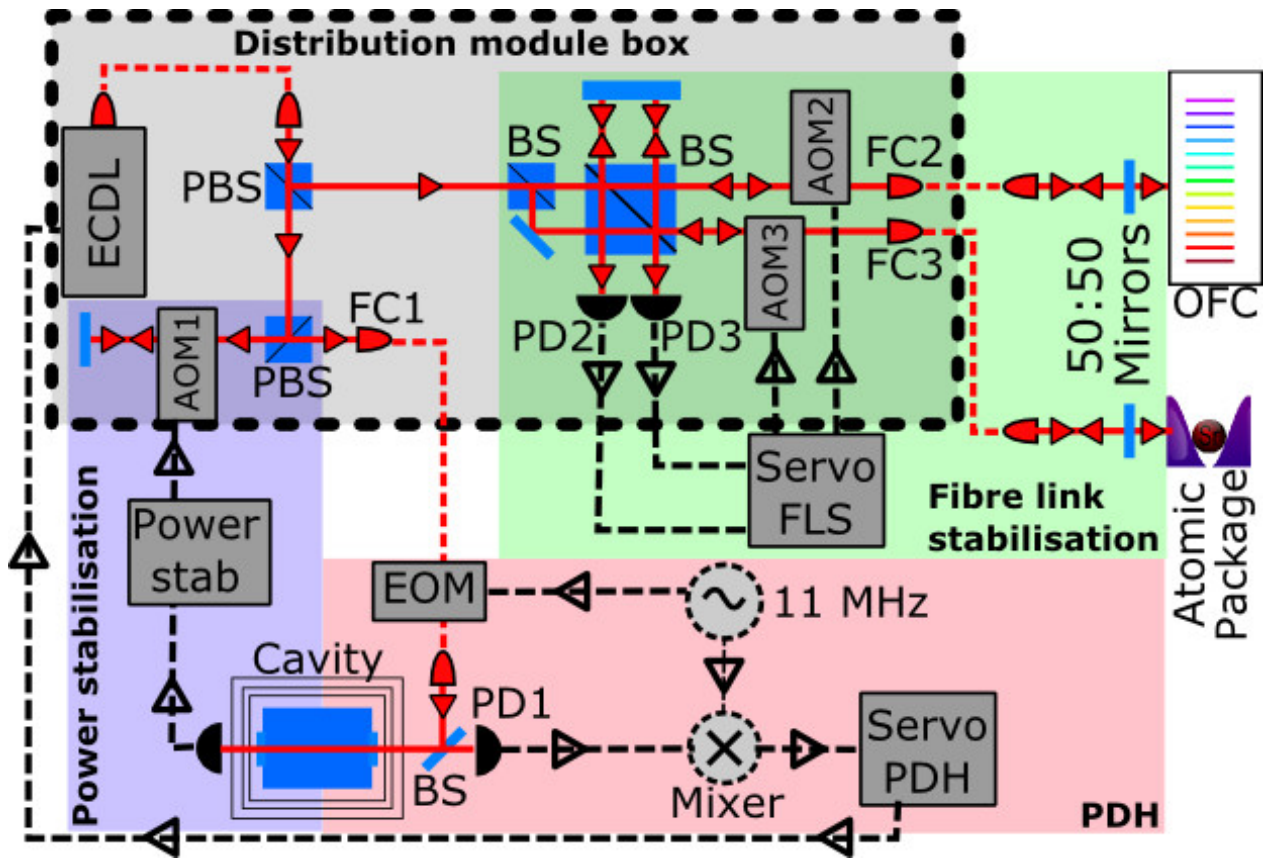 Distribution module box
ECDL
PBS
BS
BS
AOM2
FC2
AOM3
FC3
OFC
50:50
Mirrors
AOM1
PBS
FC1
PD2
PD3
Servo
FLS
Fibre link
stabilisation
Sr
Atomic
Package
Power stabilisation
Power
stab
EOM
11 MHz
Cavity
PD1
BS
Mixer
Servo
PDH
PDH